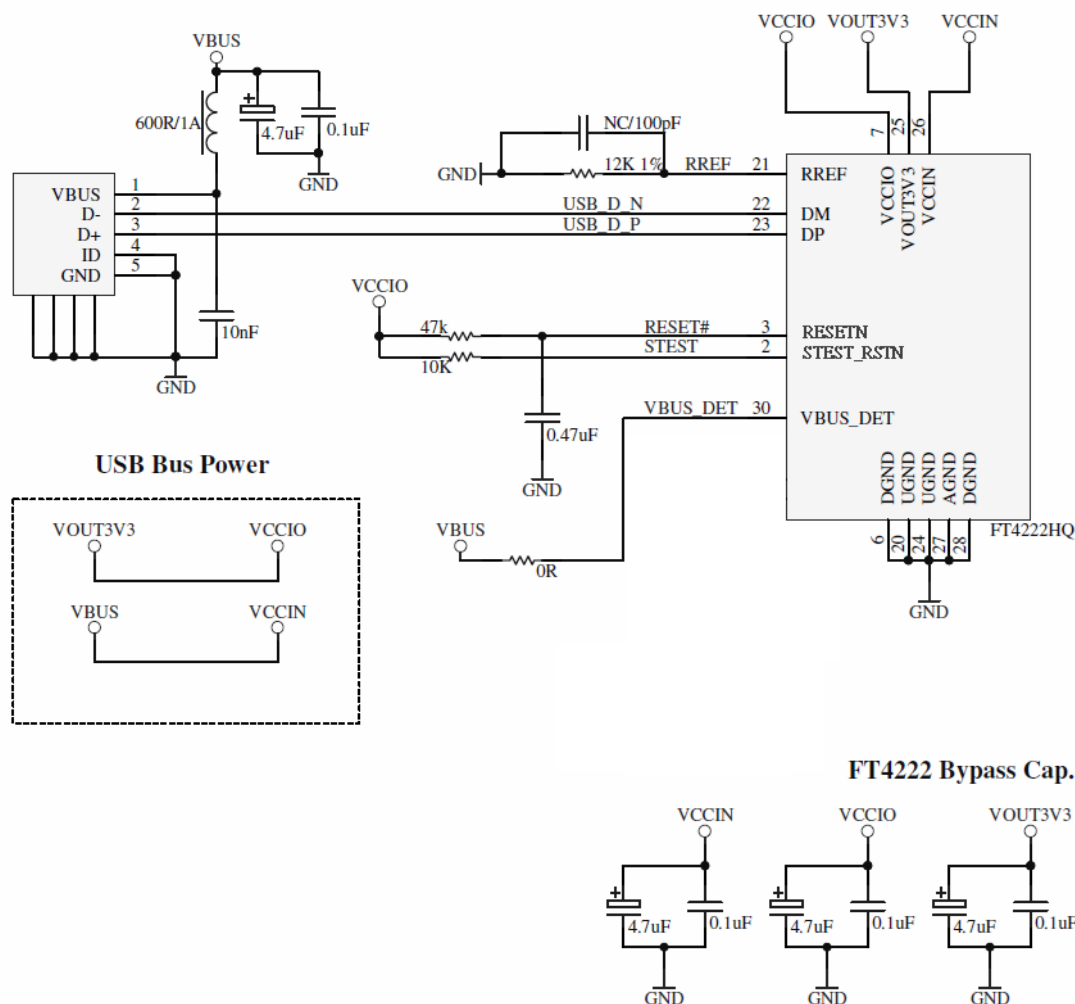 VCCIO VOUT3V3 VCCIN
VBUS
600R/1A
4.7uF 0.1uF
GND
NC/100pF
GND
12K 1% RREF 21
7 25 26
RREF
VCCIO VOUT3V3 VCCIN
VBUS 1
D- 2
D+ 3
ID 4
GND 5
USB_D_N 22 DM
USB_D_P 23 DP
10nF
GND
VCCIO
47k RESET# 3 RESETN
10K STEST 2 STEST_RSTN
0.47uF
GND
VBUS_DET 30 VBUS_DET
VBUS
0R
DGND UGND UGND AGND DGND
FT4222HQ
6 20 24 27 28
GND
USB Bus Power
VOUT3V3 VCCIO
VBUS VCCIN
FT4222 Bypass Cap.
VCCIN VCCIO VOUT3V3
4.7uF 0.1uF 4.7uF 0.1uF 4.7uF 0.1uF
GND GND GND